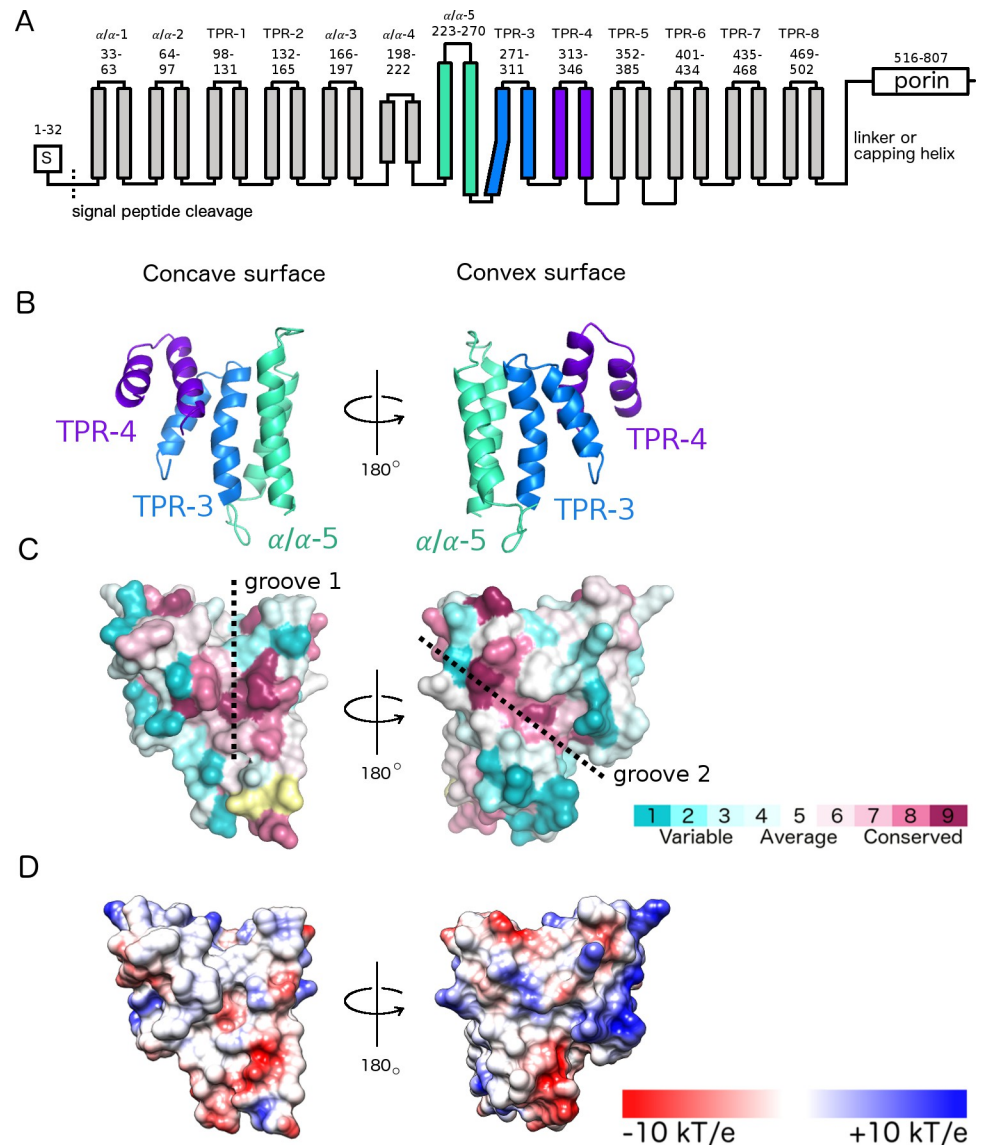 A
α/α-1 α/α-2 TPR-1 TPR-2 α/α-3 α/α-4 α/α-5 TPR-3 TPR-4 TPR-5 TPR-6 TPR-7 TPR-8
33- 64- 98- 132- 166- 198- 223-270 271- 313- 352- 401- 435- 469-
63 97 131 165 197 222 311 346 385 434 468 502
516-807
porin
1-32
S
linker or
capping helix
signal peptide cleavage
Concave surface Convex surface
B
TPR-4 TPR-4
180°
TPR-3 TPR-3
α/α-5 α/α-5
C
groove 1
180°
groove 2
1 2 3 4 5 6 7 8 9
Variable Average Conserved
D
180°
-10 kT/e +10 kT/e